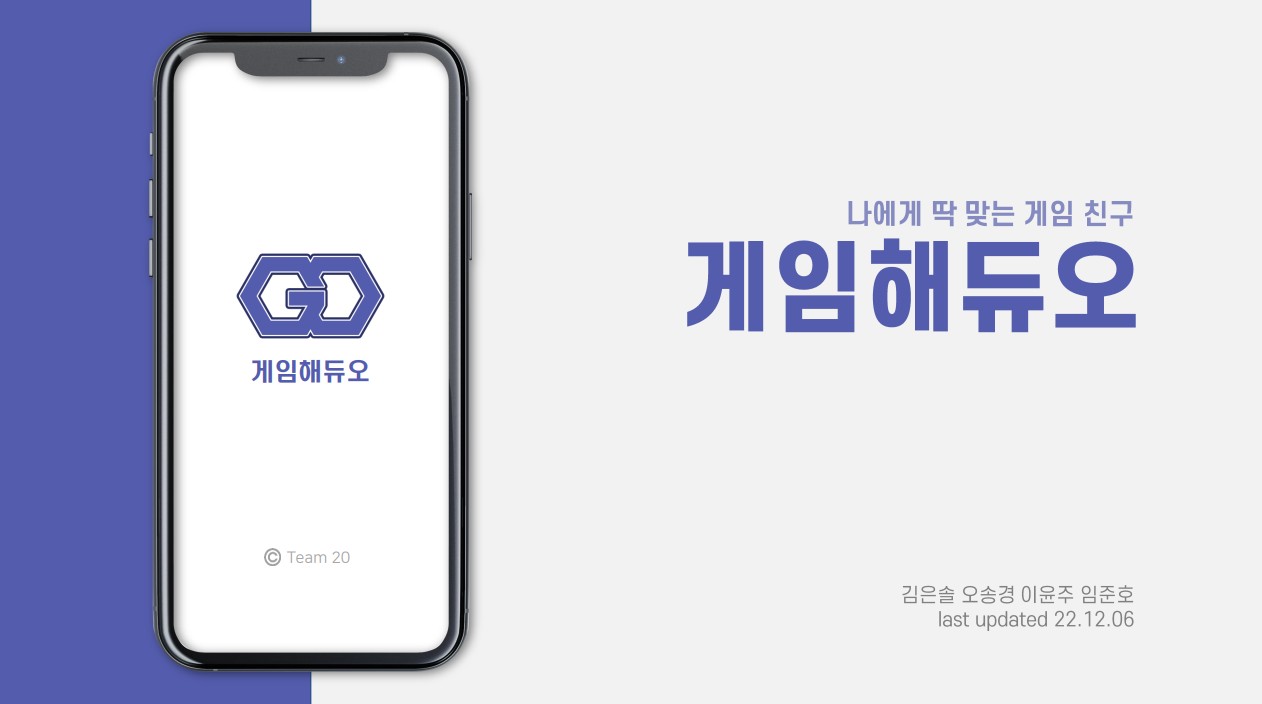 GD
게임해듀오
© Team 20
나에게 딱 맞는 게임 친구
게임해듀오
김은솔 오송경 이윤주 임준호
last updated 22.12.06